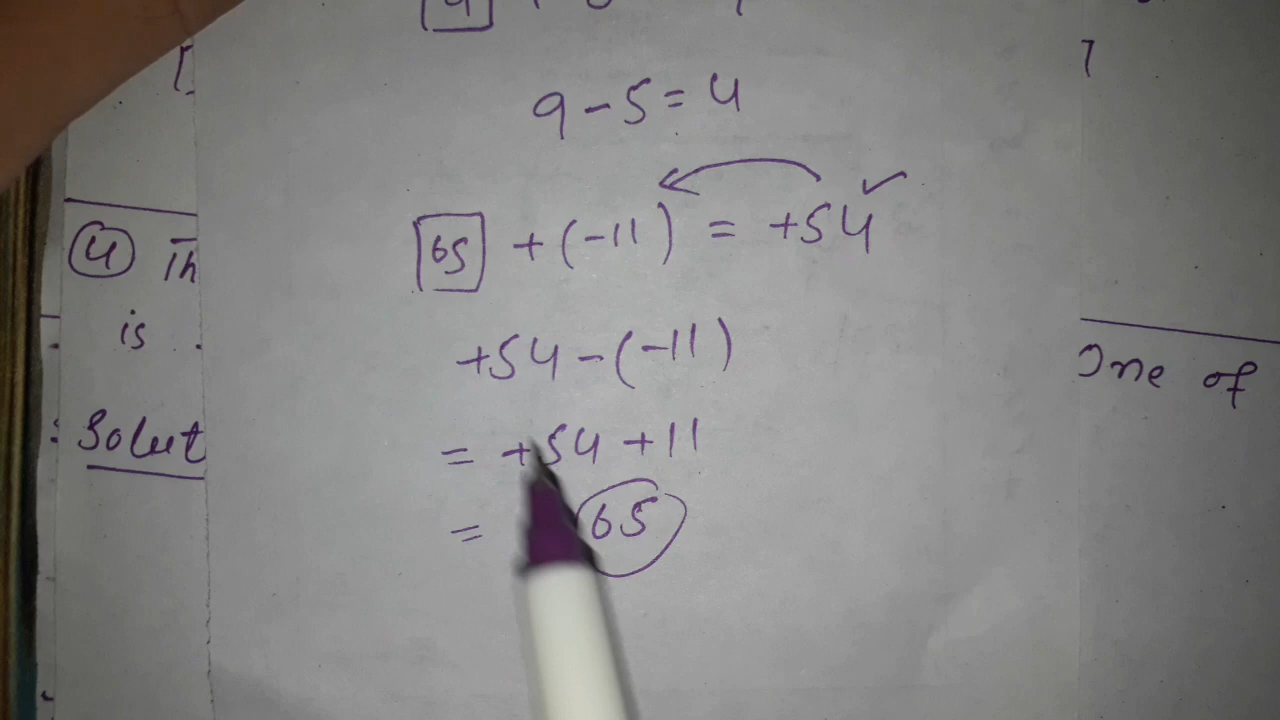 9 - 5 = 4
65 + (-11) = +54 ✓
④ Th
is
+54 - (-11)
One of
Solut
= +54 + 11
= 65